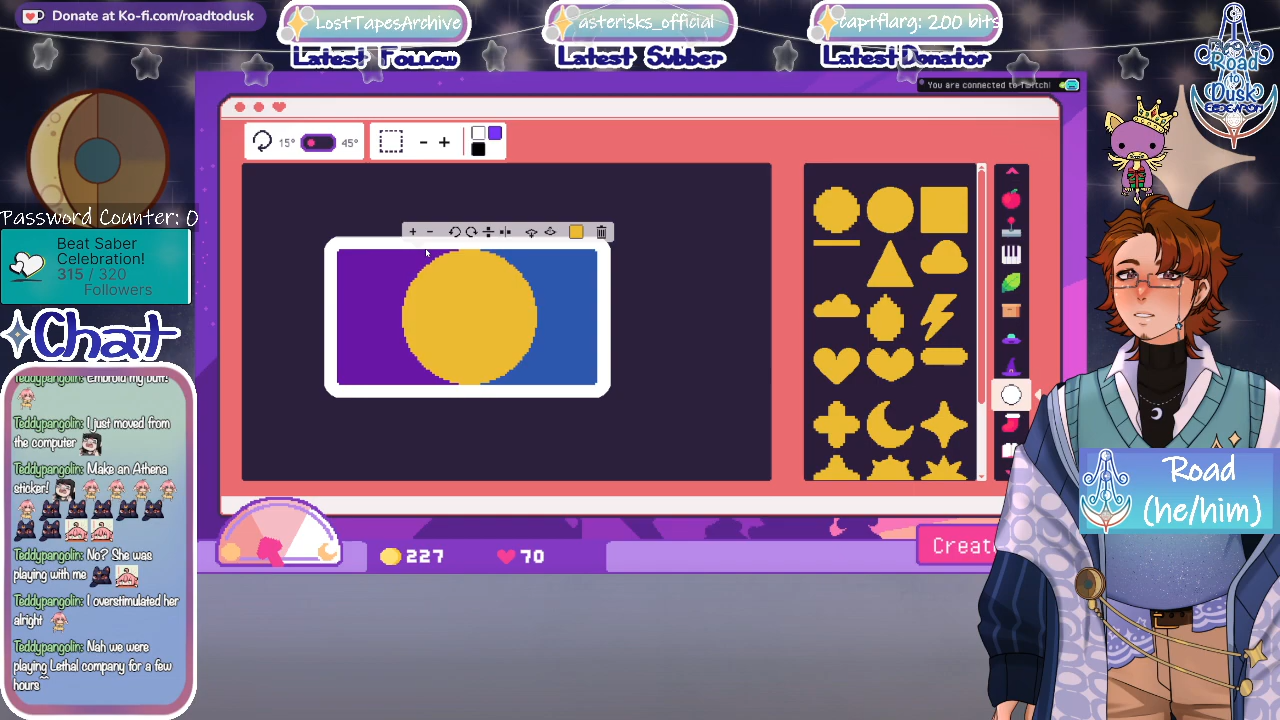 Donate at Ko-fi.com/roadtodusk
LostTapesArchive
Latest Follow
asterisks_official
Latest Subber
captflarg: 200 bits
Latest Donator
Road
to
Dusk
You are connected to Twitch!
15° 45°
- +
Password Counter: 0
Beat Saber
Celebration!
315 / 320
Followers
Chat
Teddypangolin: Embroid my butt!
Teddypangolin: I just moved from
the computer
Teddypangolin: Make an Athena
sticker!
Teddypangolin: No? She was
playing with me
Teddypangolin: I overstimulated her
alright
Teddypangolin: Nah we were
playing Lethal company for a few
hours
227
70
Create
Road
(he/him)